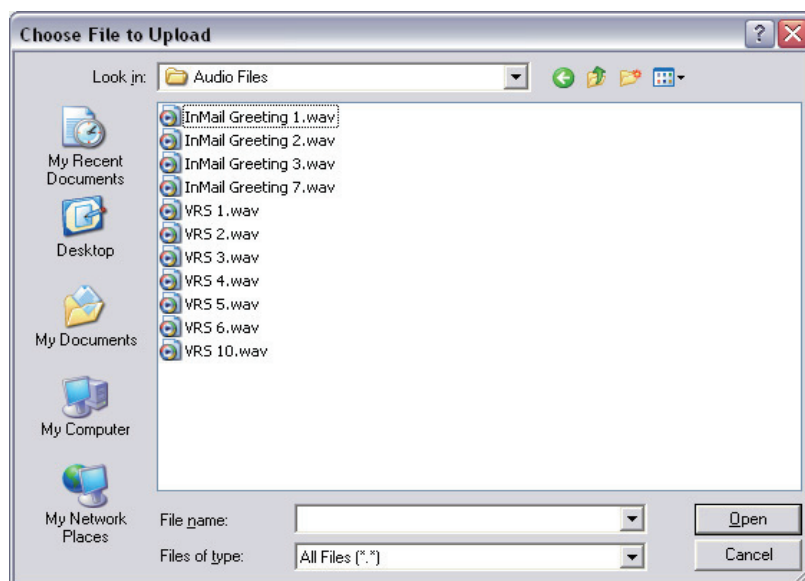 Choose File to Upload
Look in:
Audio Files
My Recent
Documents
Desktop
My Documents
My Computer
My Network
Places
InMail Greeting 1.wav
InMail Greeting 2.wav
InMail Greeting 3.wav
InMail Greeting 7.wav
VRS 1.wav
VRS 2.wav
VRS 3.wav
VRS 4.wav
VRS 5.wav
VRS 6.wav
VRS 10.wav
File name:
Open
Files of type:
All Files (*.*)
Cancel